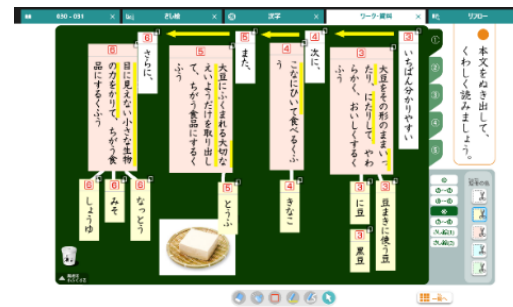 030-031
さし絵
漢字
ワーク・資料
リフロー
本文をぬき出して、
くわしく読みましょう。
①
②
③
④
⑤
3
いちばん分かりやすい
3
大豆をその形のままいっ
たり、にたりして、やわ
らかく、おいしくするく
ふう
3
豆まきに使う豆
3
に豆
3
黒豆
4
次に、
4
こなにひいて食べるくふ
う
4
きなこ
5
また、
5
大豆にふくまれる大切な
えいようだけを取り出し
て、ちがう食品にするく
ふう
5
とうふ
6
さらに、
6
目に見えない小さな生物
の力をかりて、ちがう食
品にするくふう
6
なっとう
6
みそ
6
しょうゆ
一覧へ